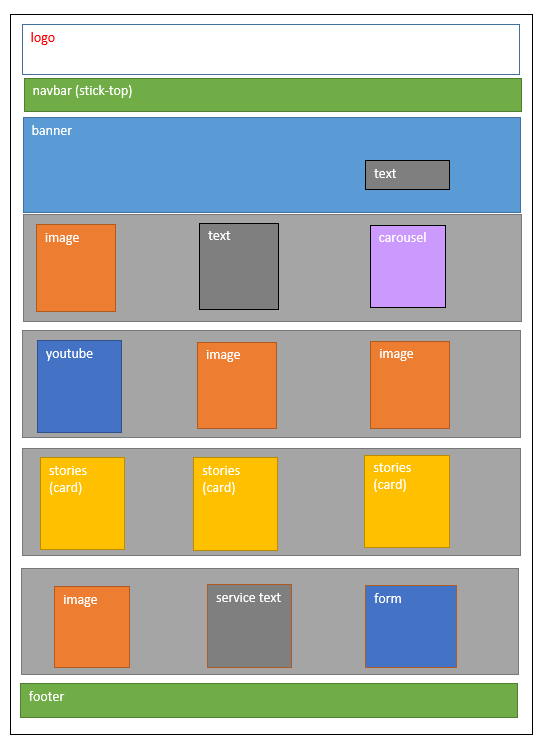 logo
navbar (stick-top)
banner
text
image
text
carousel
youtube
image
image
stories
(card)
stories
(card)
stories
(card)
image
service text
form
footer